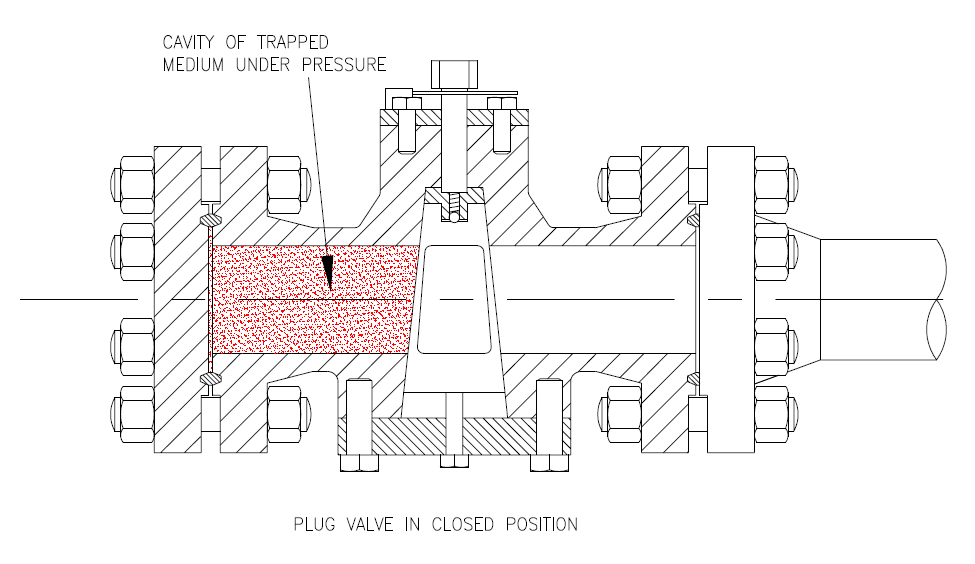 CAVITY OF TRAPPED
MEDIUM UNDER PRESSURE
PLUG VALVE IN CLOSED POSITION